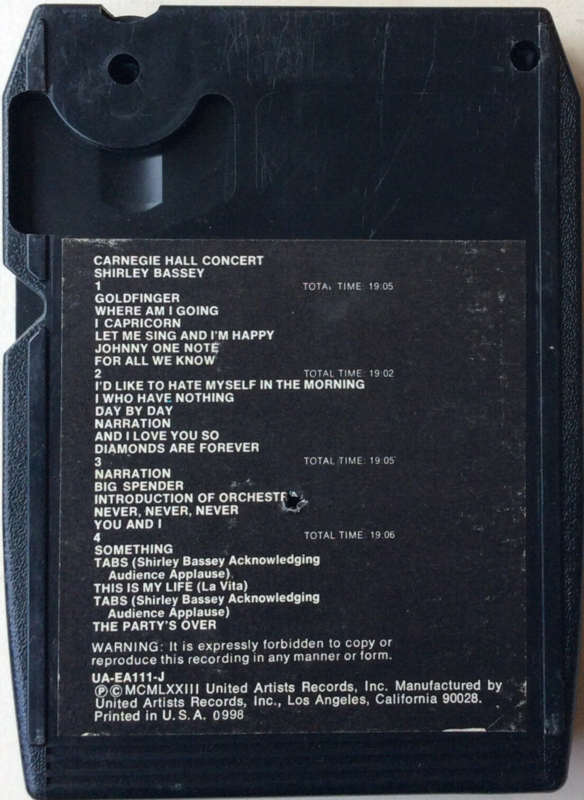 CARNEGIE HALL CONCERT
SHIRLEY BASSEY
1 TOTAL TIME: 19:05
GOLDFINGER
WHERE AM I GOING
I CAPRICORN
LET ME SING AND I'M HAPPY
JOHNNY ONE NOTE
FOR ALL WE KNOW
2 TOTAL TIME: 19:02
I'D LIKE TO HATE MYSELF IN THE MORNING
I WHO HAVE NOTHING
DAY BY DAY
NARRATION
AND I LOVE YOU SO
DIAMONDS ARE FOREVER
3 TOTAL TIME: 19:05
NARRATION
BIG SPENDER
INTRODUCTION OF
NEVER, NEVER, NEVER
YOU AND I
4 TOTAL TIME: 19:06
SOMETHING
TABS (Shirley Bassey Acknowledging
Audience Applause)
THIS IS MY LIFE (La Vita)
TABS (Shirley Bassey Acknowledging
Audience Applause)
THE PARTY'S OVER
WARNING: It is expressly forbidden to copy or
reproduce this recording in any manner or form.
UA-EA111-J
℗©MCMLXXIII United Artists Records, Inc. Manufactured by
United Artists Records, Inc., Los Angeles, California 90028.
Printed in U.S.A. 0998